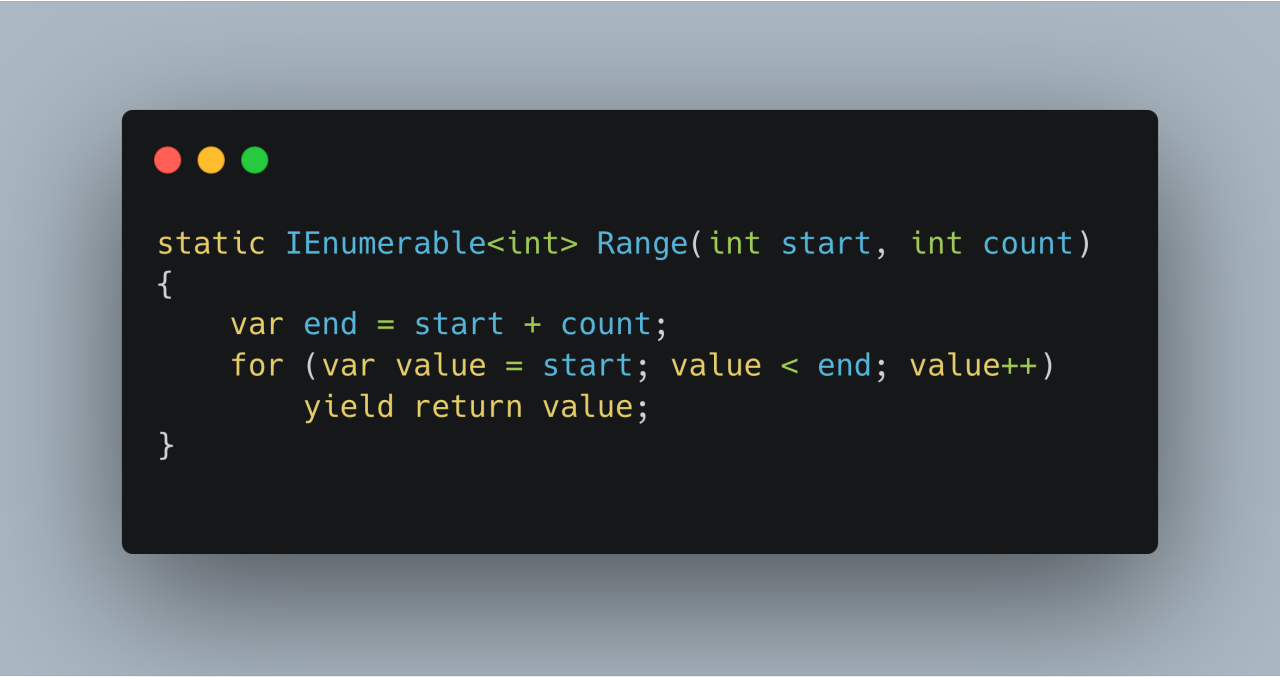 static IEnumerable<int> Range(int start, int count)
{
    var end = start + count;
    for (var value = start; value < end; value++)
        yield return value;
}